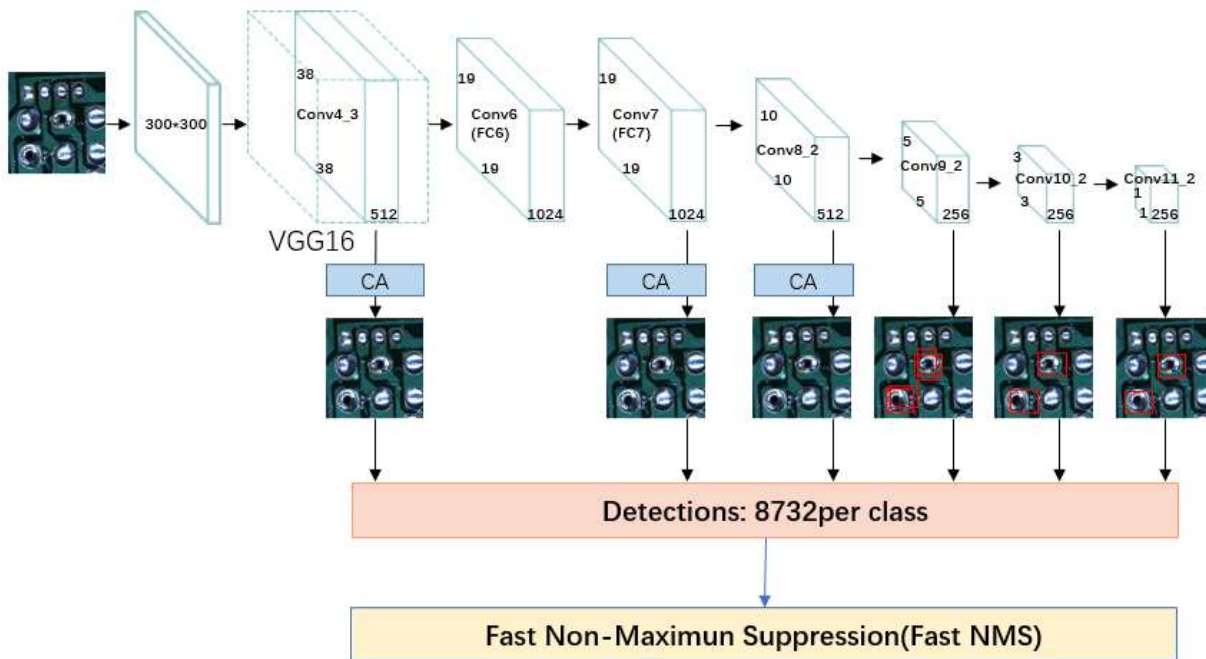 300*300
38
Conv4_3
38
512
VGG16
19
Conv6
(FC6)
19
1024
19
Conv7
(FC7)
19
1024
10
Conv8_2
10
512
5
Conv9_2
5
256
3
Conv10_2
3
256
Conv11_2
1
1
256
CA
CA
CA
Detections: 8732per class
Fast Non-Maximun Suppression(Fast NMS)